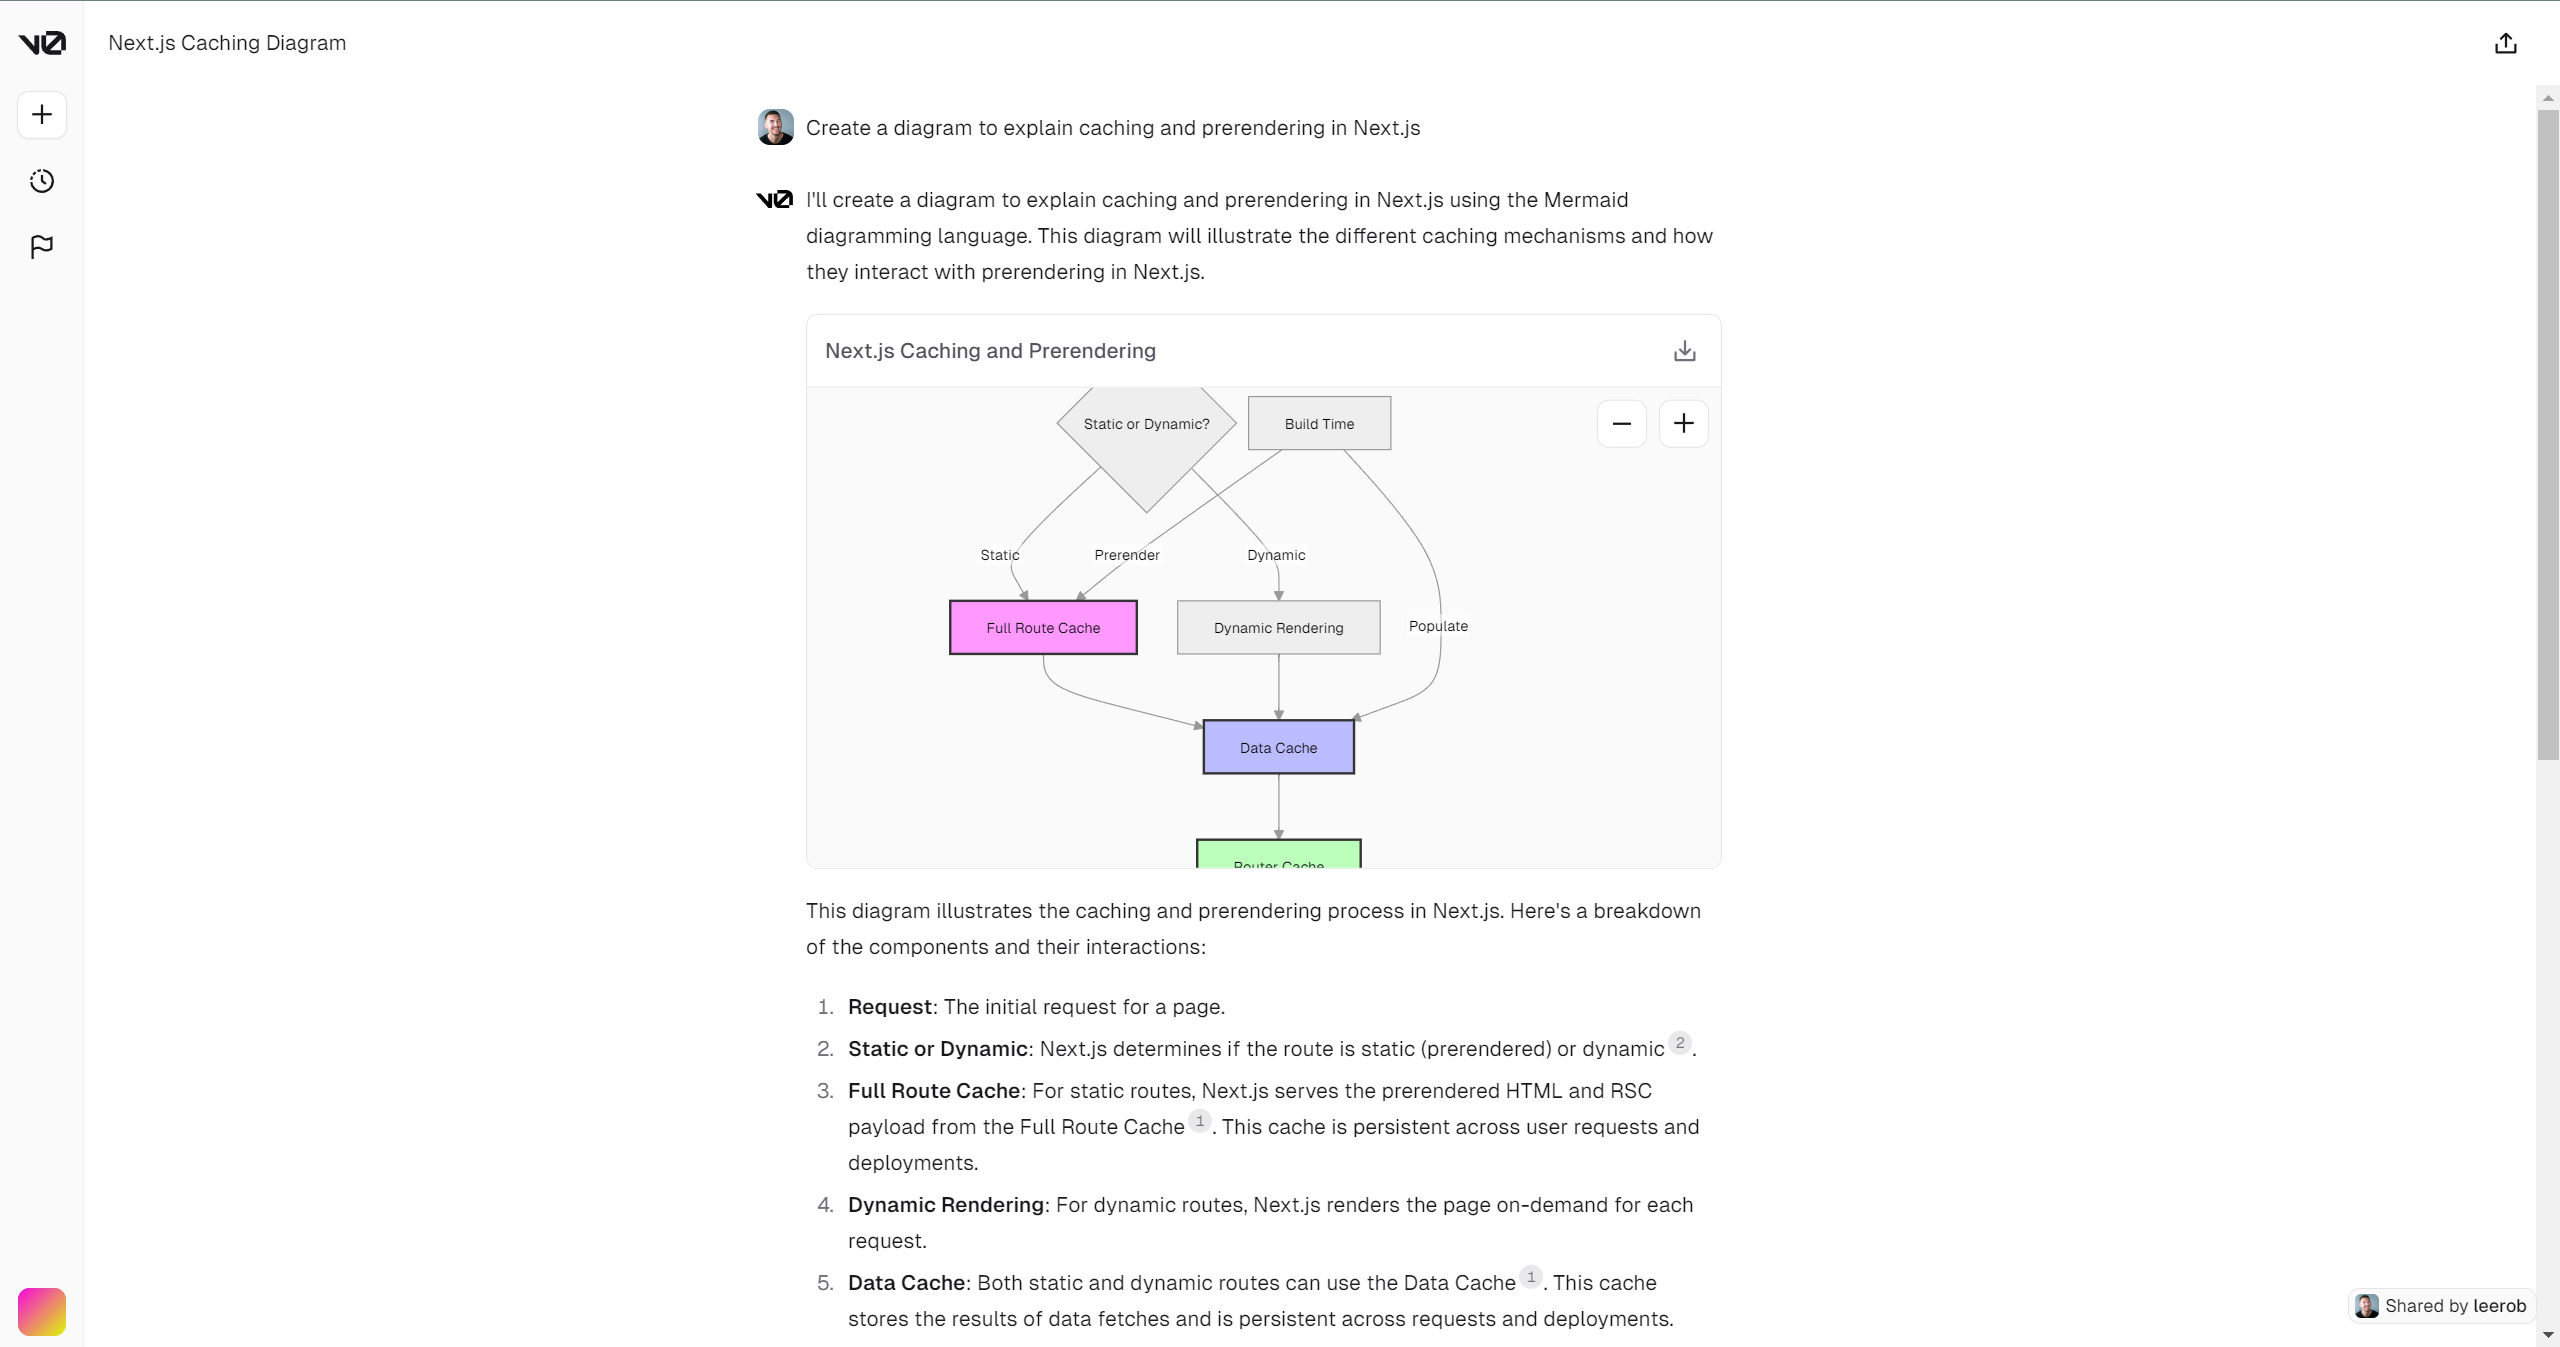 v0
Next.js Caching Diagram
Create a diagram to explain caching and prerendering in Next.js
v0
I'll create a diagram to explain caching and prerendering in Next.js using the Mermaid
diagramming language. This diagram will illustrate the different caching mechanisms and how
they interact with prerendering in Next.js.
Next.js Caching and Prerendering
Static or Dynamic?
Build Time
Static
Prerender
Dynamic
Full Route Cache
Dynamic Rendering
Populate
Data Cache
Router Cache
This diagram illustrates the caching and prerendering process in Next.js. Here's a breakdown
of the components and their interactions:
1. Request: The initial request for a page.
2. Static or Dynamic: Next.js determines if the route is static (prerendered) or dynamic 2 .
3. Full Route Cache: For static routes, Next.js serves the prerendered HTML and RSC
payload from the Full Route Cache 1 . This cache is persistent across user requests and
deployments.
4. Dynamic Rendering: For dynamic routes, Next.js renders the page on-demand for each
request.
5. Data Cache: Both static and dynamic routes can use the Data Cache 1 . This cache
stores the results of data fetches and is persistent across requests and deployments.
Shared by leerob